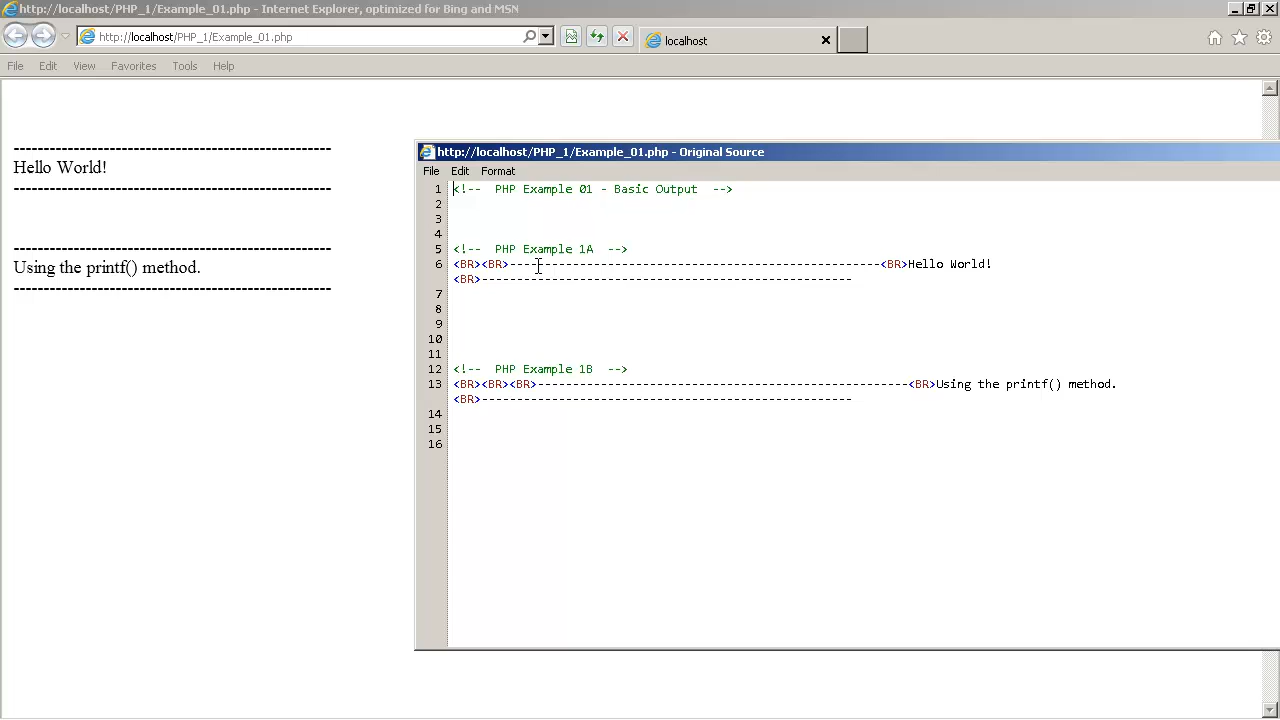 http://localhost/PHP_1/Example_01.php - Internet Explorer, optimized for Bing and MSN
http://localhost/PHP_1/Example_01.php
localhost
File Edit View Favorites Tools Help
-----------------------------------------------------
Hello World!
-----------------------------------------------------
-----------------------------------------------------
Using the printf() method.
-----------------------------------------------------
http://localhost/PHP_1/Example_01.php - Original Source
File Edit Format
1 <!-- PHP Example 01 - Basic Output -->
2
3
4
5 <!-- PHP Example 1A -->
6 <BR><BR>-----------------------------------------------------<BR>Hello World!
<BR>-----------------------------------------------------
7
8
9
10
11
12 <!-- PHP Example 1B -->
13 <BR><BR><BR>-----------------------------------------------------<BR>Using the printf() method.
<BR>-----------------------------------------------------
14
15
16